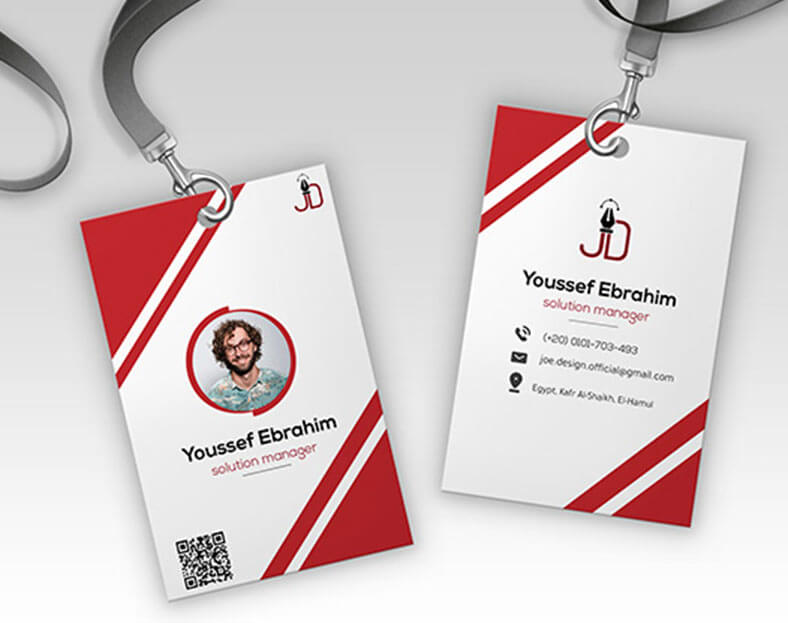 JD
Youssef Ebrahim
solution manager
JD
Youssef Ebrahim
solution manager
(+20) 0101-703-493
joe.design.official@gmail.com
Egypt, Kafr Al-Shaikh, El-Hamul